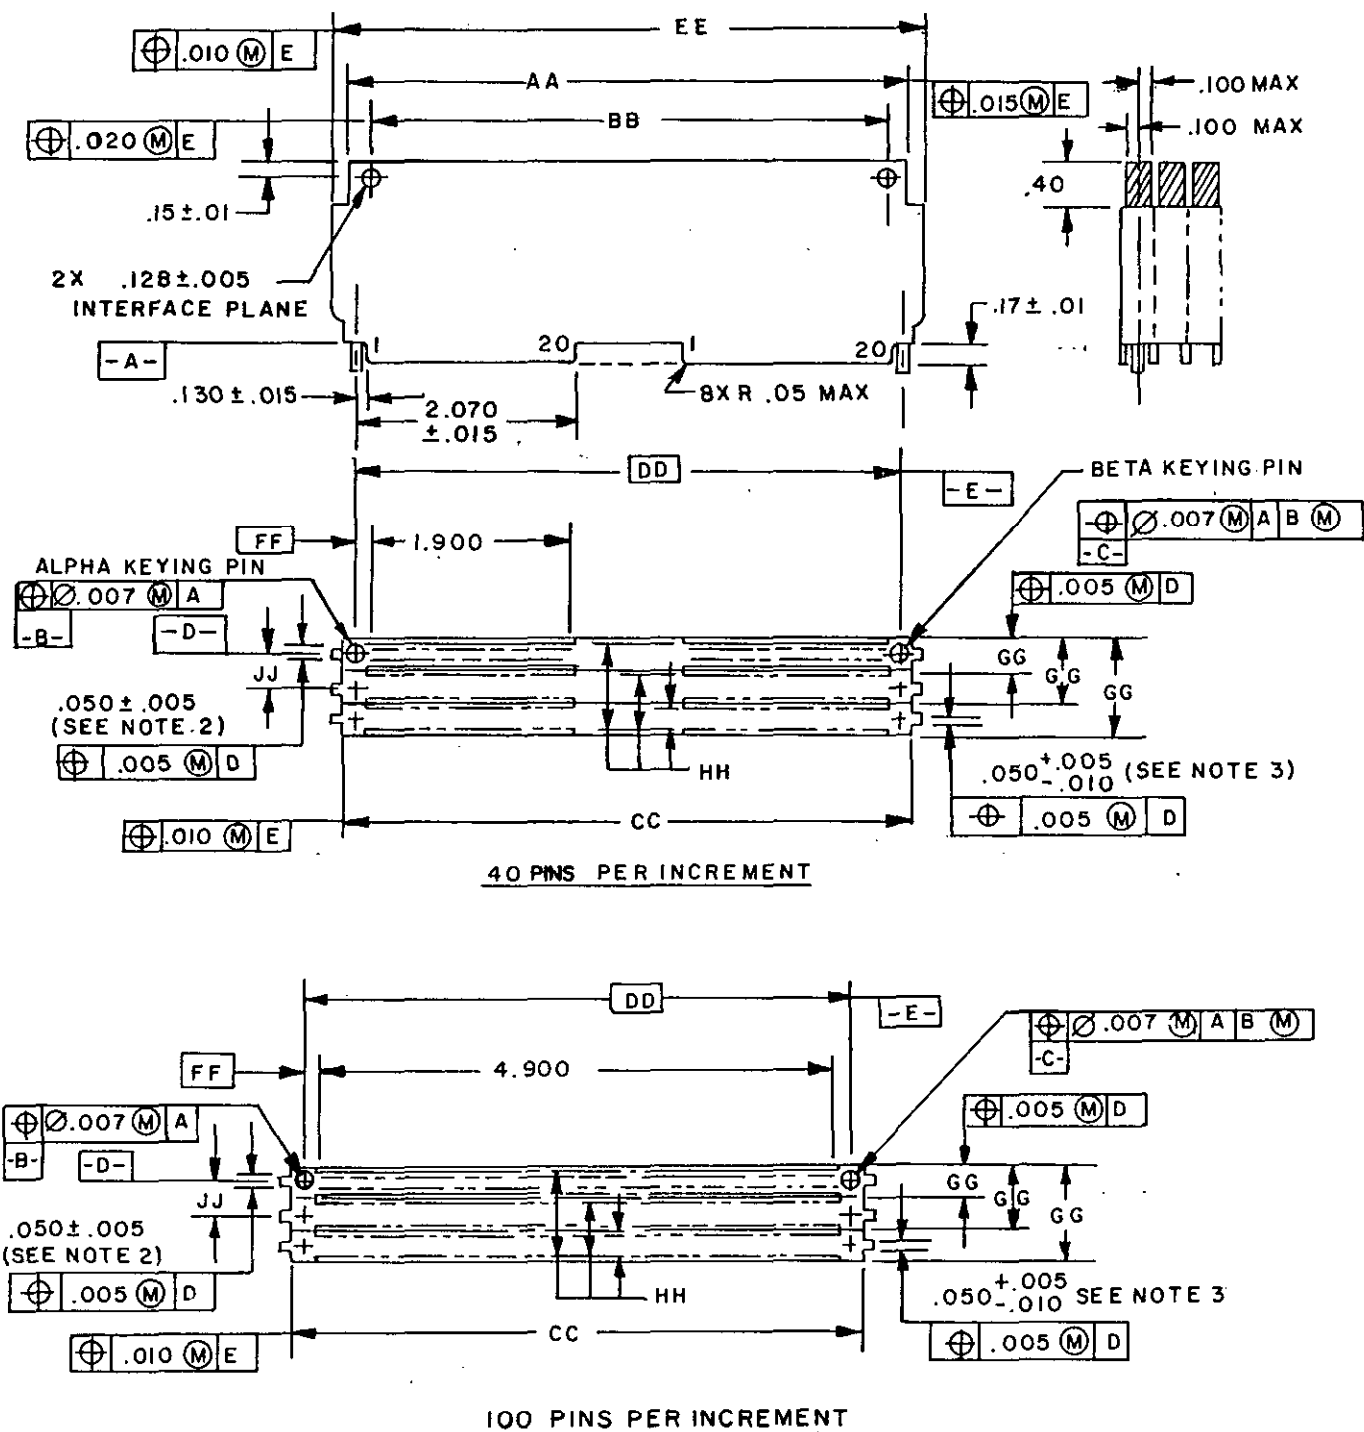 EE
⌖ .010 Ⓜ E
AA
⌖ .015 Ⓜ E
.100 MAX
BB
.100 MAX
⌖ .020 Ⓜ E
.40
.15±.01
2X .128±.005
INTERFACE PLANE
.17±.01
-A-
1 20 1 20
.130±.015
2.070
±.015
8X R .05 MAX
DD
-E-
BETA KEYING PIN
⌖ ⌀.007 Ⓜ A B Ⓜ
-C-
FF
1.900
ALPHA KEYING PIN
⌖ ⌀.007 Ⓜ A
-B-
-D-
⌖ .005 Ⓜ D
JJ
GG
GG
GG
.050±.005
(SEE NOTE 2)
⌖ .005 Ⓜ D
HH
.050 +.005 (SEE NOTE 3)
-.010
⌖ .005 Ⓜ D
⌖ .010 Ⓜ E
CC
40 PINS PER INCREMENT
DD
-E-
⌖ ⌀.007 Ⓜ A B Ⓜ
-C-
FF
4.900
⌖ ⌀.007 Ⓜ A
-B-
-D-
⌖ .005 Ⓜ D
JJ
GG
GG
GG
.050±.005
(SEE NOTE 2)
⌖ .005 Ⓜ D
HH
.050 +.005 SEE NOTE 3
-.010
⌖ .005 Ⓜ D
⌖ .010 Ⓜ E
CC
100 PINS PER INCREMENT